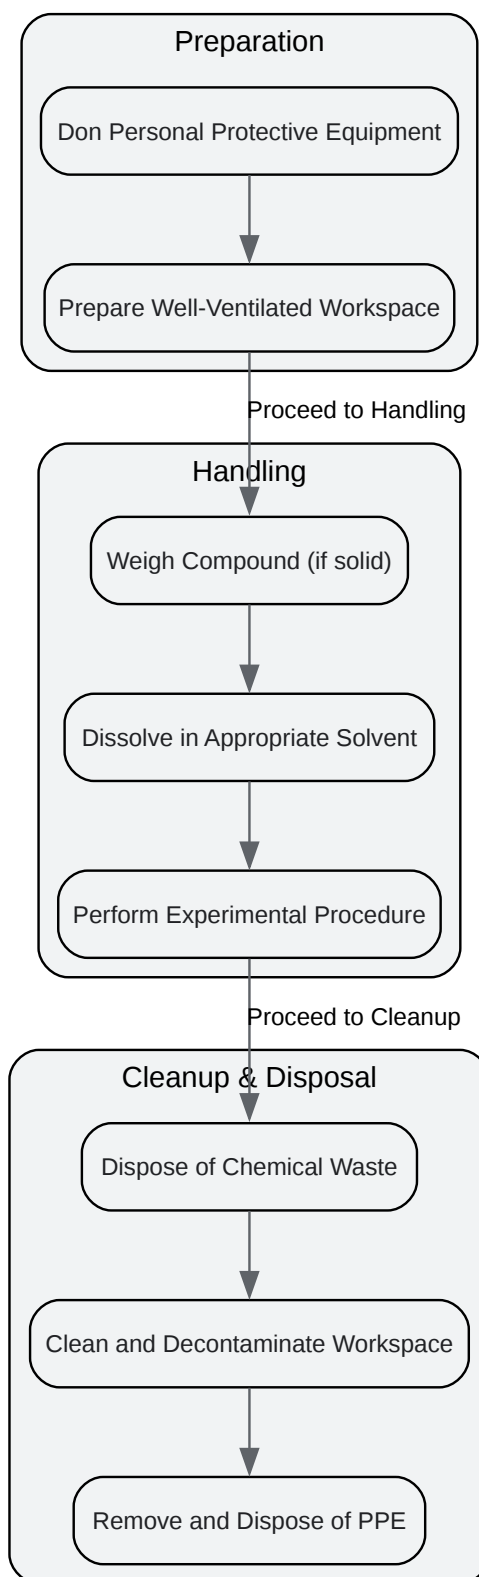 Preparation
Don Personal Protective Equipment
Prepare Well-Ventilated Workspace
Proceed to Handling
Handling
Weigh Compound (if solid)
Dissolve in Appropriate Solvent
Perform Experimental Procedure
Proceed to Cleanup
Cleanup & Disposal
Dispose of Chemical Waste
Clean and Decontaminate Workspace
Remove and Dispose of PPE